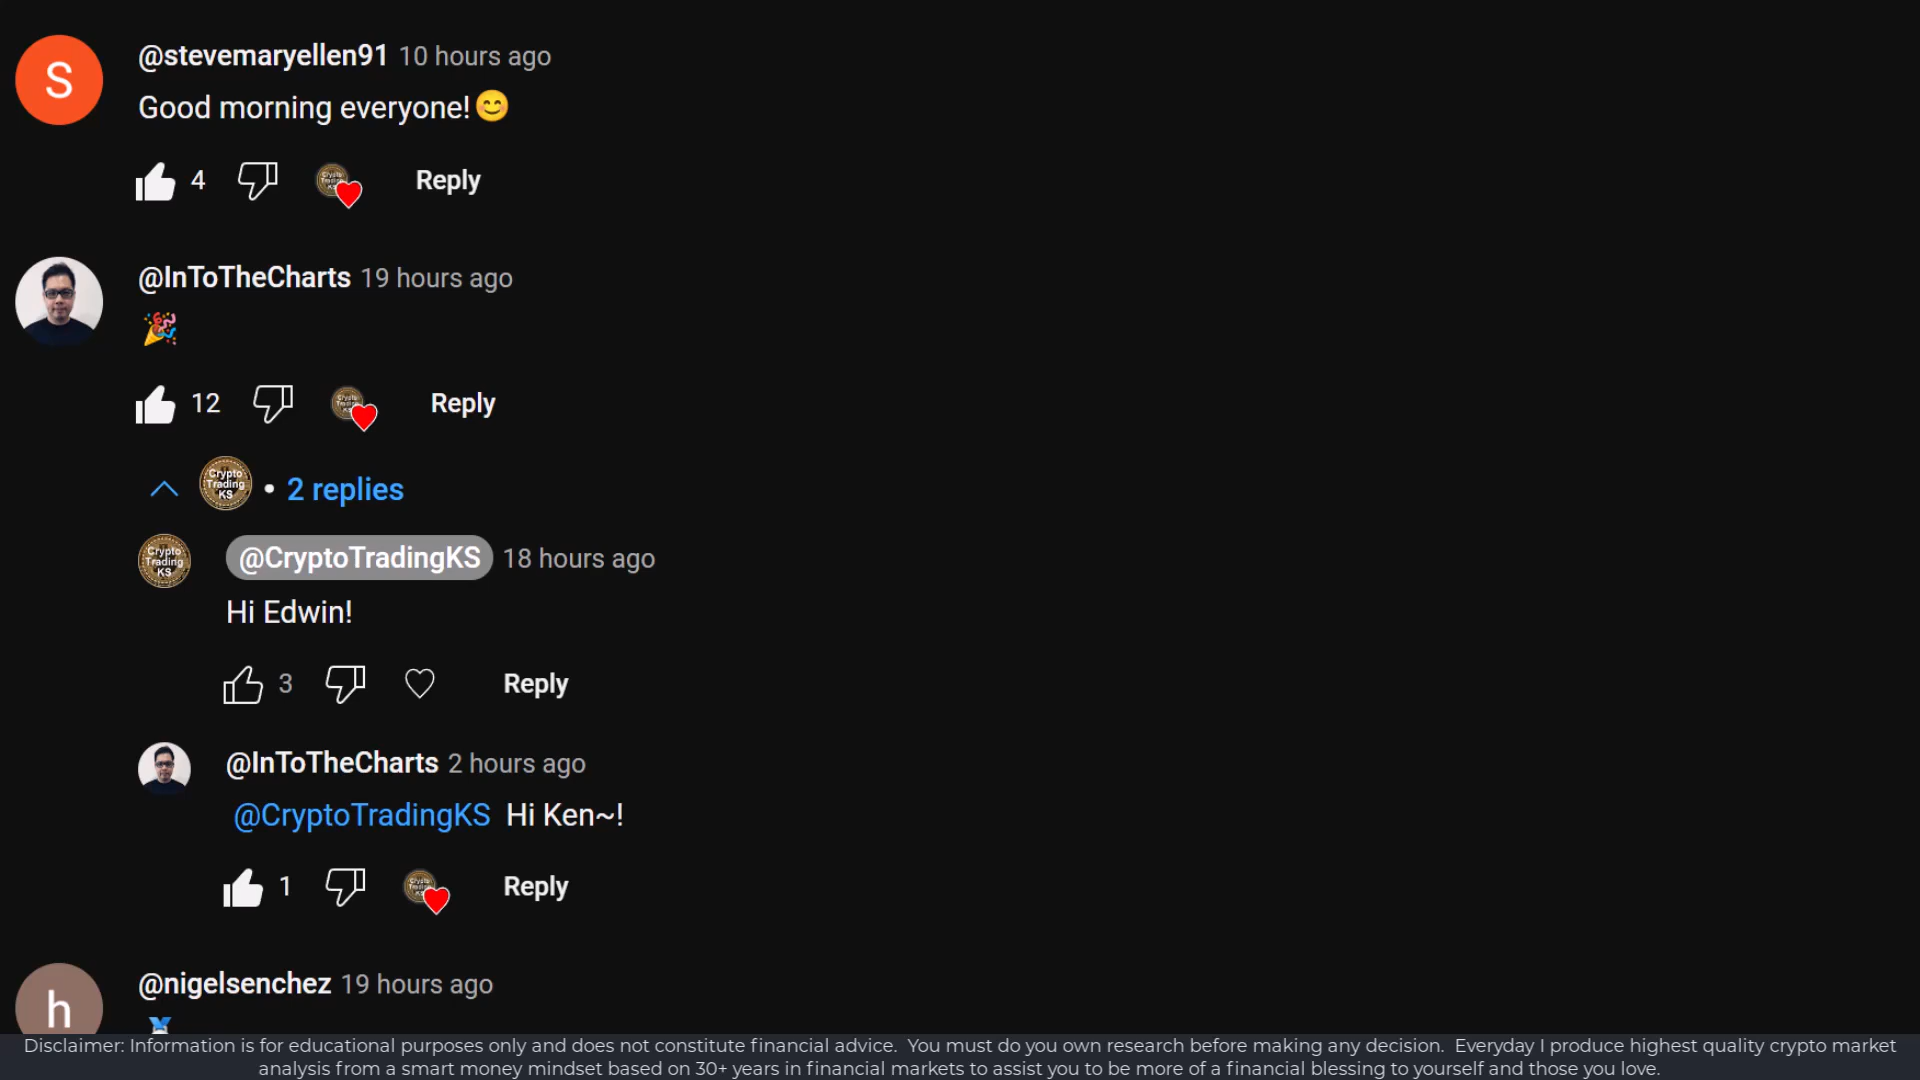 S
@stevemaryellen91 10 hours ago
Good morning everyone!😊
4 Reply
@InToTheCharts 19 hours ago
🎉
12 Reply
Crypto Trading KS • 2 replies
Crypto Trading KS
@CryptoTradingKS 18 hours ago
Hi Edwin!
3 Reply
@InToTheCharts 2 hours ago
@CryptoTradingKS Hi Ken~!
1 Reply
h
@nigelsenchez 19 hours ago
Disclaimer: Information is for educational purposes only and does not constitute financial advice. You must do you own research before making any decision. Everyday I produce highest quality crypto market
analysis from a smart money mindset based on 30+ years in financial markets to assist you to be more of a financial blessing to yourself and those you love.